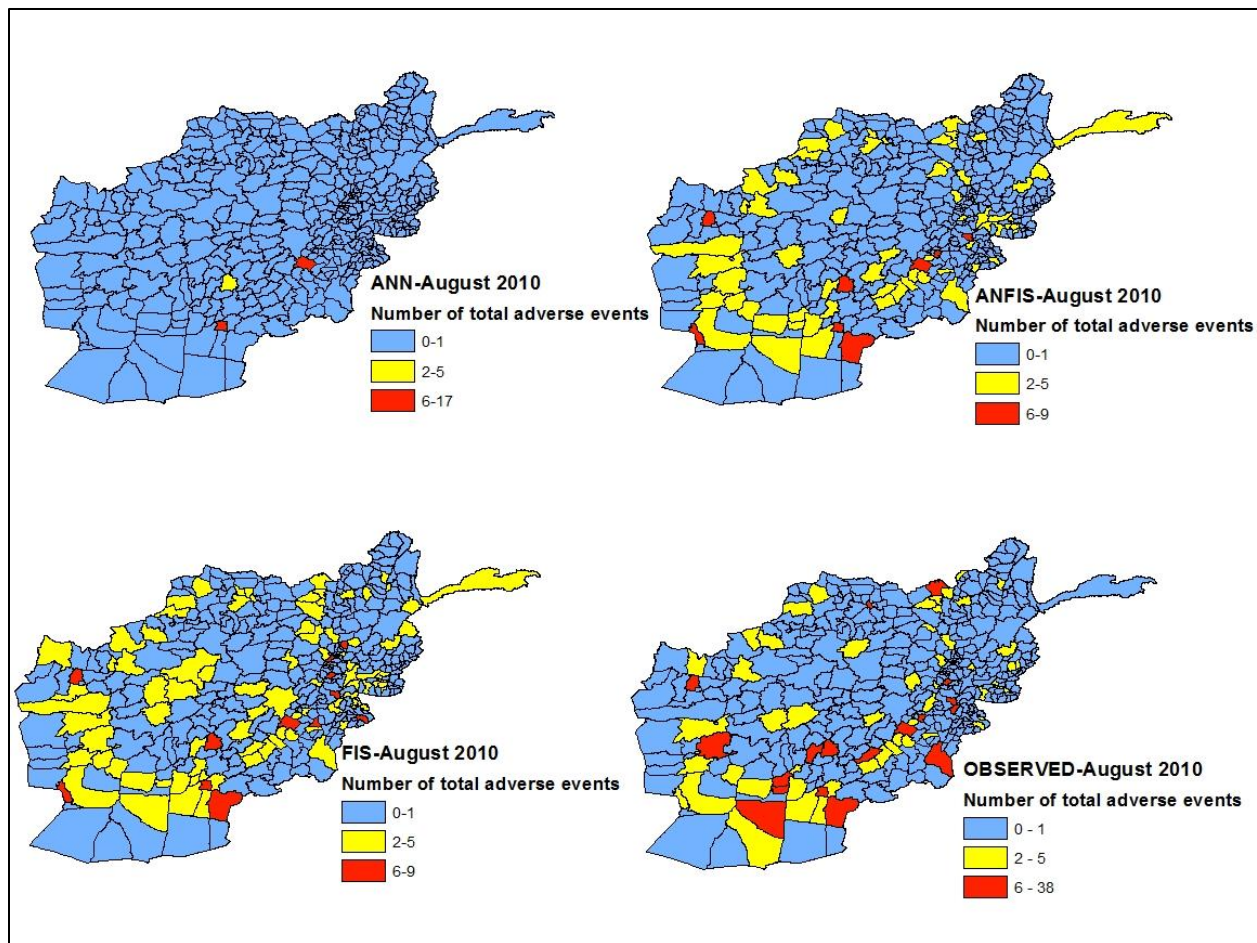 ANN-August 2010
Number of total adverse events
0-1
2-5
6-17
ANFIS-August 2010
Number of total adverse events
0-1
2-5
6-9
FIS-August 2010
Number of total adverse events
0-1
2-5
6-9
OBSERVED-August 2010
Number of total adverse events
0 - 1
2 - 5
6 - 38